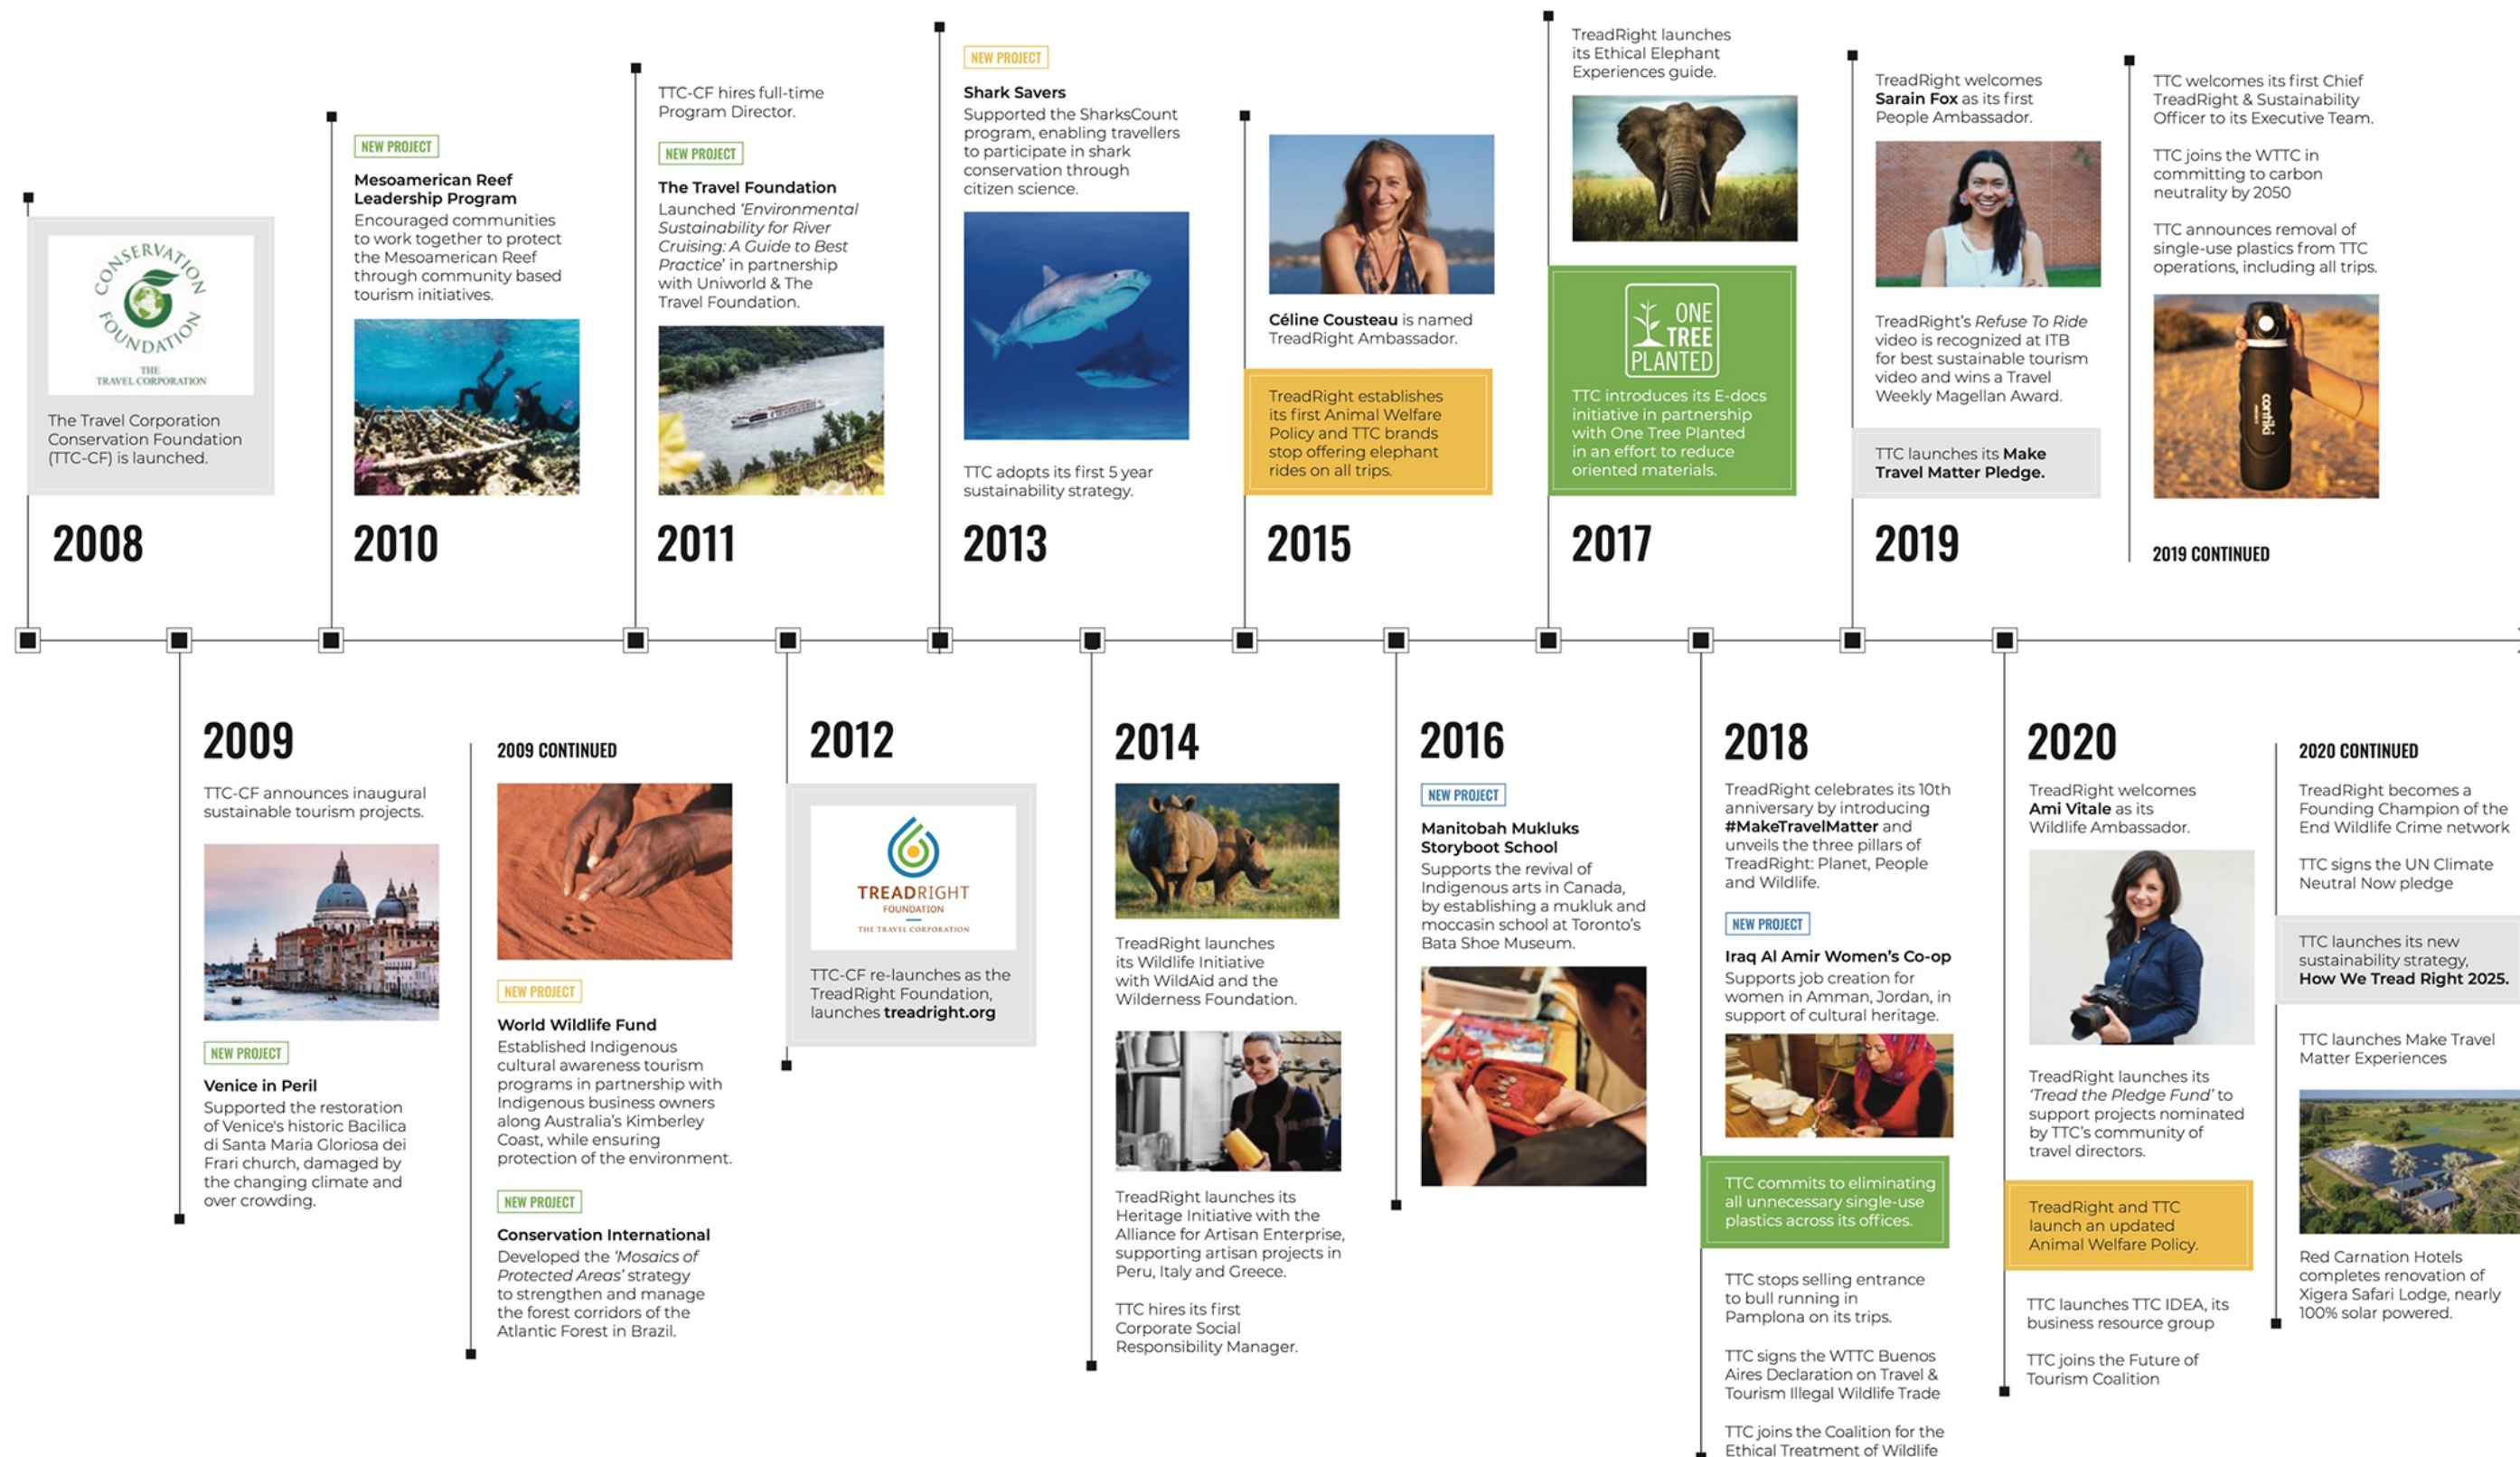 CONSERVATION
FOUNDATION
THE
TRAVEL CORPORATION
The Travel Corporation
Conservation Foundation
(TTC-CF) is launched.
2008
NEW PROJECT
Mesoamerican Reef
Leadership Program
Encouraged communities
to work together to protect
the Mesoamerican Reef
through community based
tourism initiatives.
2010
TTC-CF hires full-time
Program Director.
NEW PROJECT
The Travel Foundation
Launched ‘Environmental
Sustainability for River
Cruising: A Guide to Best
Practice’ in partnership
with Uniworld & The
Travel Foundation.
2011
NEW PROJECT
Shark Savers
Supported the SharksCount
program, enabling travellers
to participate in shark
conservation through
citizen science.
TTC adopts its first 5 year
sustainability strategy.
2013
Céline Cousteau is named
TreadRight Ambassador.
TreadRight establishes
its first Animal Welfare
Policy and TTC brands
stop offering elephant
rides on all trips.
2015
TreadRight launches
its Ethical Elephant
Experiences guide.
ONE
TREE
PLANTED
TTC introduces its E-docs
initiative in partnership
with One Tree Planted
in an effort to reduce
oriented materials.
2017
TreadRight welcomes
Sarain Fox as its first
People Ambassador.
TreadRight’s Refuse To Ride
video is recognized at ITB
for best sustainable tourism
video and wins a Travel
Weekly Magellan Award.
TTC launches its Make
Travel Matter Pledge.
2019
TTC welcomes its first Chief
TreadRight & Sustainability
Officer to its Executive Team.
TTC joins the WTTC in
committing to carbon
neutrality by 2050
TTC announces removal of
single-use plastics from TTC
operations, including all trips.
contiki
2019 CONTINUED
2009
TTC-CF announces inaugural
sustainable tourism projects.
NEW PROJECT
Venice in Peril
Supported the restoration
of Venice's historic Bacilica
di Santa Maria Gloriosa dei
Frari church, damaged by
the changing climate and
over crowding.
2009 CONTINUED
NEW PROJECT
World Wildlife Fund
Established Indigenous
cultural awareness tourism
programs in partnership with
Indigenous business owners
along Australia’s Kimberley
Coast, while ensuring
protection of the environment.
NEW PROJECT
Conservation International
Developed the ‘Mosaics of
Protected Areas’ strategy
to strengthen and manage
the forest corridors of the
Atlantic Forest in Brazil.
2012
TREADRIGHT
FOUNDATION
THE TRAVEL CORPORATION
TTC-CF re-launches as the
TreadRight Foundation,
launches treadright.org
2014
TreadRight launches
its Wildlife Initiative
with WildAid and the
Wilderness Foundation.
TreadRight launches its
Heritage Initiative with the
Alliance for Artisan Enterprise,
supporting artisan projects in
Peru, Italy and Greece.
TTC hires its first
Corporate Social
Responsibility Manager.
2016
NEW PROJECT
Manitobah Mukluks
Storyboot School
Supports the revival of
Indigenous arts in Canada,
by establishing a mukluk and
moccasin school at Toronto’s
Bata Shoe Museum.
2018
TreadRight celebrates its 10th
anniversary by introducing
#MakeTravelMatter and
unveils the three pillars of
TreadRight: Planet, People
and Wildlife.
NEW PROJECT
Iraq Al Amir Women’s Co-op
Supports job creation for
women in Amman, Jordan, in
support of cultural heritage.
TTC commits to eliminating
all unnecessary single-use
plastics across its offices.
TTC stops selling entrance
to bull running in
Pamplona on its trips.
TTC signs the WTTC Buenos
Aires Declaration on Travel &
Tourism Illegal Wildlife Trade
TTC joins the Coalition for the
Ethical Treatment of Wildlife
2020
TreadRight welcomes
Ami Vitale as its
Wildlife Ambassador.
TreadRight launches its
‘Tread the Pledge Fund’ to
support projects nominated
by TTC’s community of
travel directors.
TreadRight and TTC
launch an updated
Animal Welfare Policy.
TTC launches TTC IDEA, its
business resource group
TTC joins the Future of
Tourism Coalition
2020 CONTINUED
TreadRight becomes a
Founding Champion of the
End Wildlife Crime network
TTC signs the UN Climate
Neutral Now pledge
TTC launches its new
sustainability strategy,
How We Tread Right 2025.
TTC launches Make Travel
Matter Experiences
Red Carnation Hotels
completes renovation of
Xigera Safari Lodge, nearly
100% solar powered.